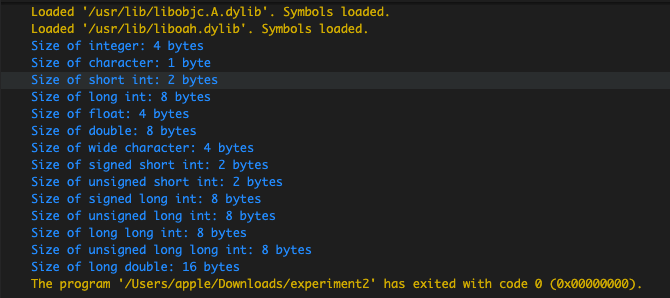 Loaded '/usr/lib/libobjc.A.dylib'. Symbols loaded.
Loaded '/usr/lib/liboah.dylib'. Symbols loaded.
Size of integer: 4 bytes
Size of character: 1 byte
Size of short int: 2 bytes
Size of long int: 8 bytes
Size of float: 4 bytes
Size of double: 8 bytes
Size of wide character: 4 bytes
Size of signed short int: 2 bytes
Size of unsigned short int: 2 bytes
Size of signed long int: 8 bytes
Size of unsigned long int: 8 bytes
Size of long long int: 8 bytes
Size of unsigned long long int: 8 bytes
Size of long double: 16 bytes
The program '/Users/apple/Downloads/experiment2' has exited with code 0 (0x00000000).